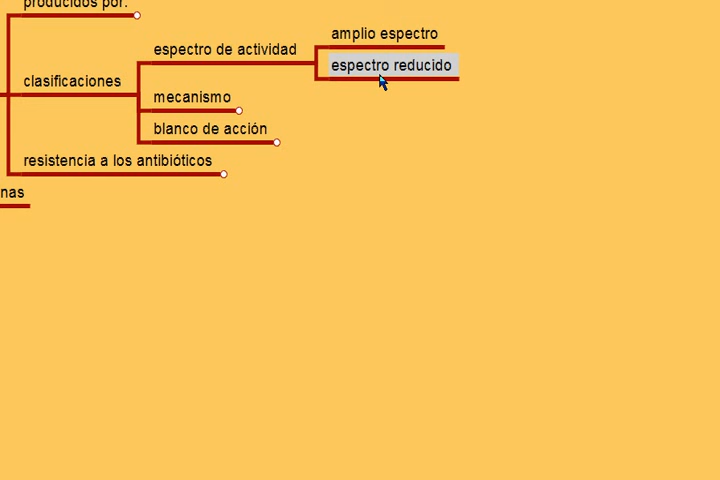 producidos por:
amplio espectro
espectro de actividad
espectro reducido
clasificaciones
mecanismo
blanco de acción
resistencia a los antibióticos
nas